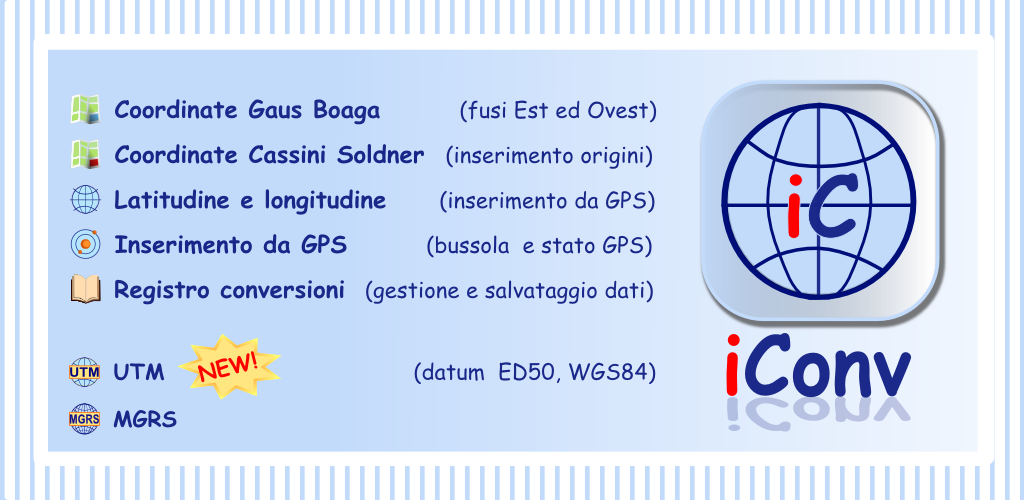 Coordinate Gaus Boaga (fusi Est ed Ovest)
Coordinate Cassini Soldner (inserimento origini)
Latitudine e longitudine (inserimento da GPS)
Inserimento da GPS (bussola e stato GPS)
Registro conversioni (gestione e salvataggio dati)
UTM UTM NEW! (datum ED50, WGS84)
MGRS MGRS
iC
iConv